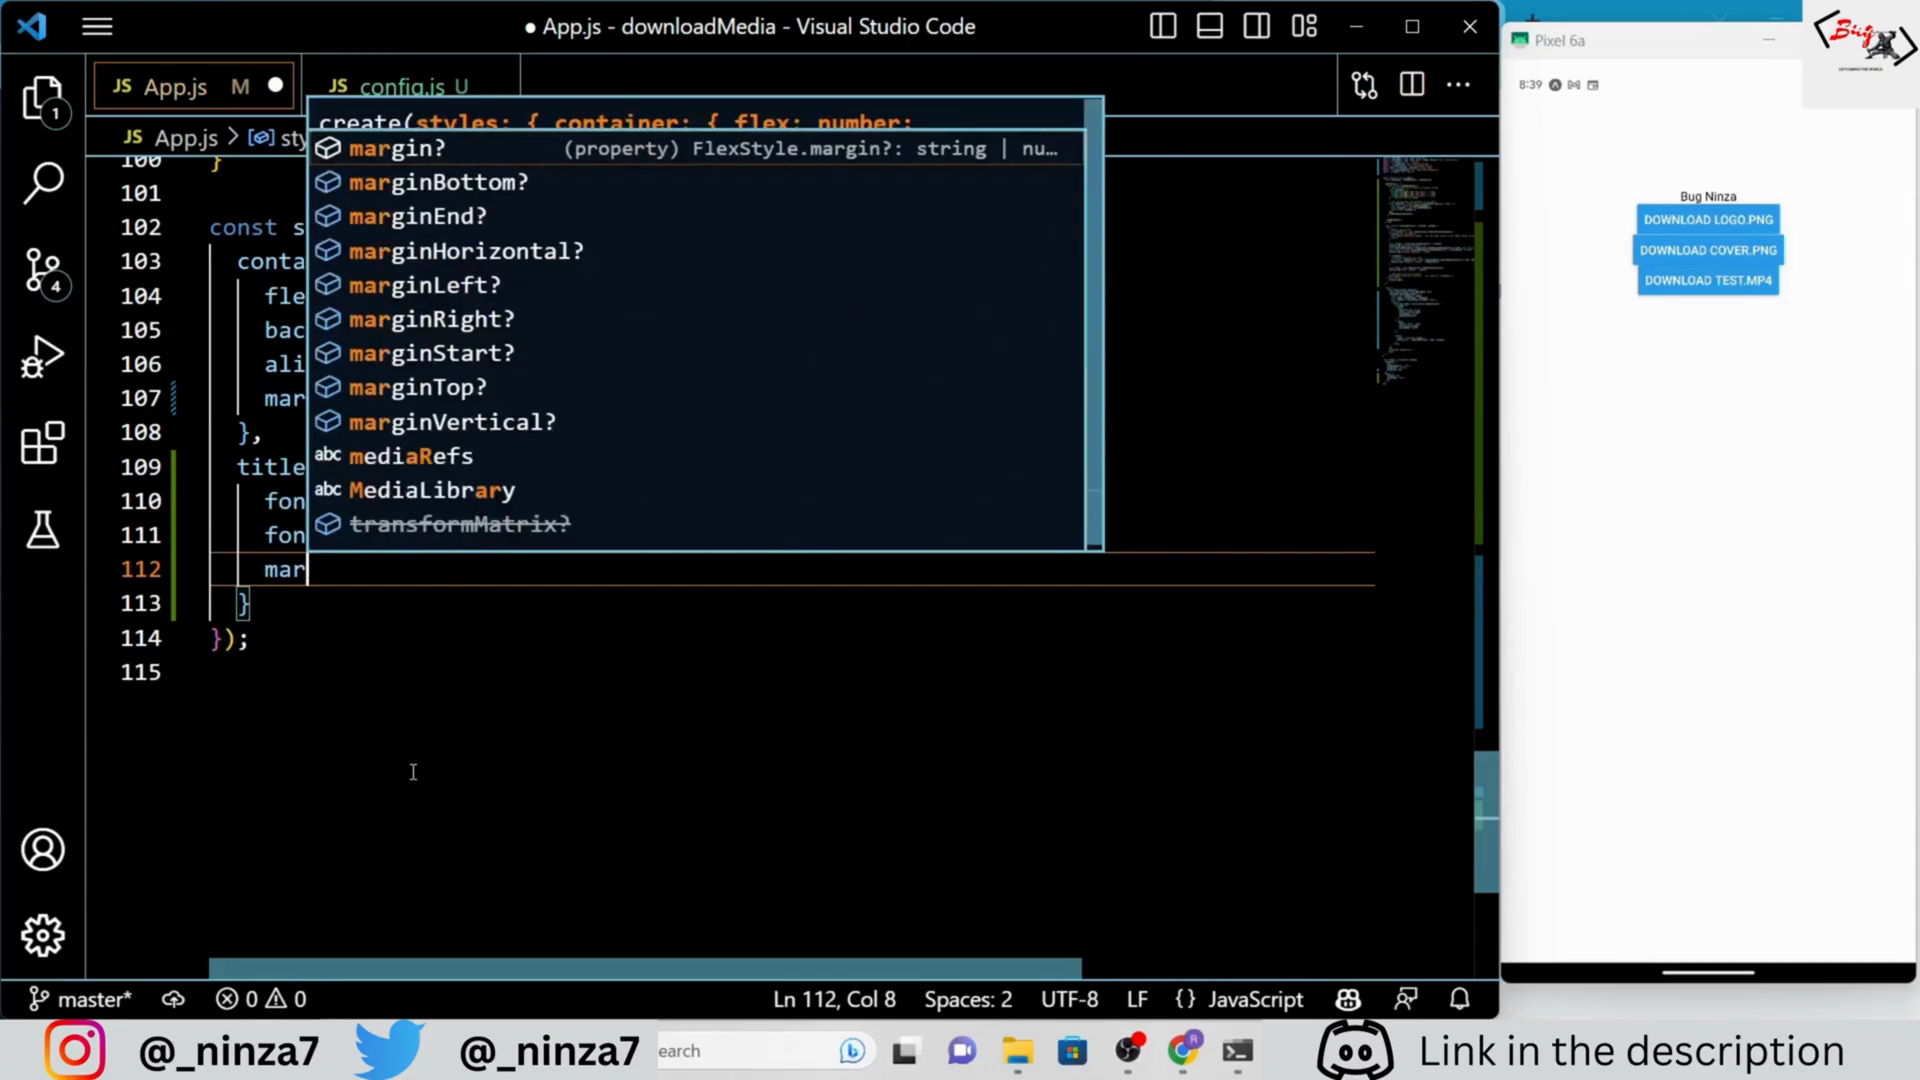 App.js - downloadMedia - Visual Studio Code
JS App.js M
JS config.js U
JS App.js > sty
create(styles: { container: { flex: number;
margin? (property) FlexStyle.margin?: string | nu…
marginBottom?
marginEnd?
marginHorizontal?
marginLeft?
marginRight?
marginStart?
marginTop?
marginVertical?
abc mediaRefs
abc MediaLibrary
transformMatrix?
100 }
101
102 const s
103 conta
104 fle
105 bac
106 ali
107 mar
108 },
109 title
110 fon
111 fon
112 mar
113 }
114 });
115
1
4
master* 0 0 Ln 112, Col 8 Spaces: 2 UTF-8 LF {} JavaScript
Pixel 6a
8:39
Bug Ninza
DOWNLOAD LOGO.PNG
DOWNLOAD COVER.PNG
DOWNLOAD TEST.MP4
Bug
@_ninza7 @_ninza7 earch Link in the description